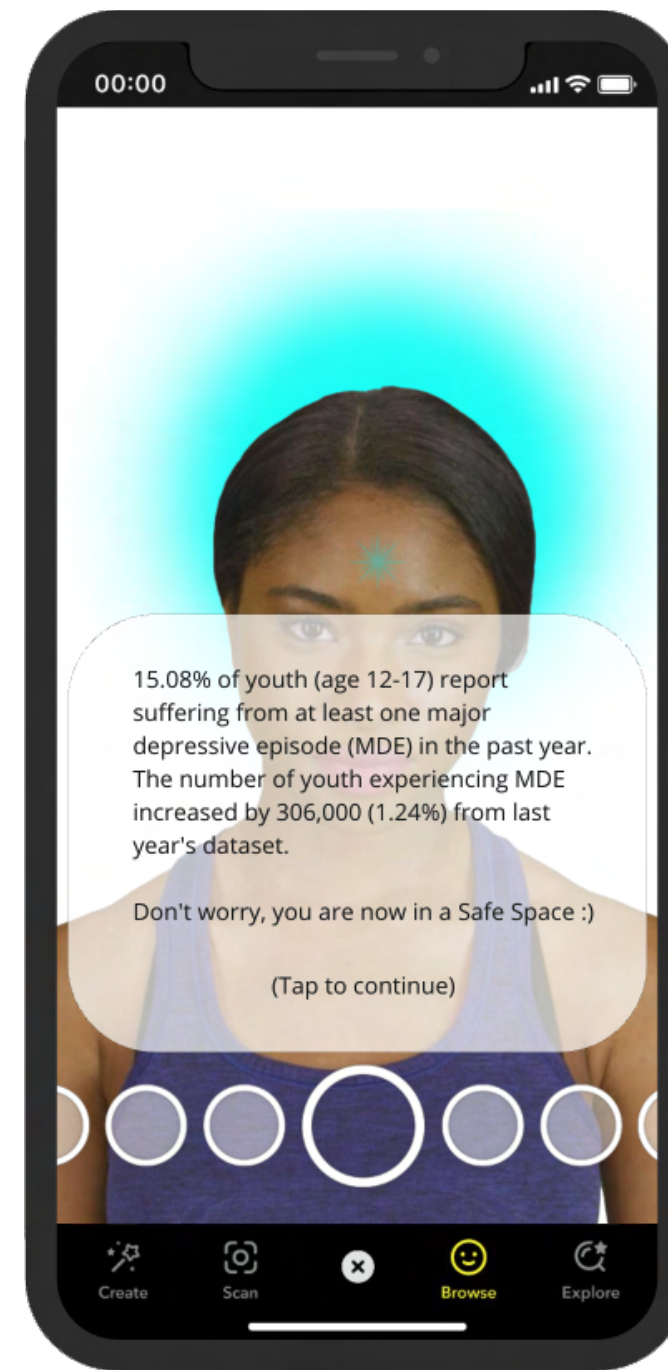 00:00
15.08% of youth (age 12-17) report
suffering from at least one major
depressive episode (MDE) in the past year.
The number of youth experiencing MDE
increased by 306,000 (1.24%) from last
year's dataset.
Don't worry, you are now in a Safe Space :)
(Tap to continue)
Create
Scan
Browse
Explore